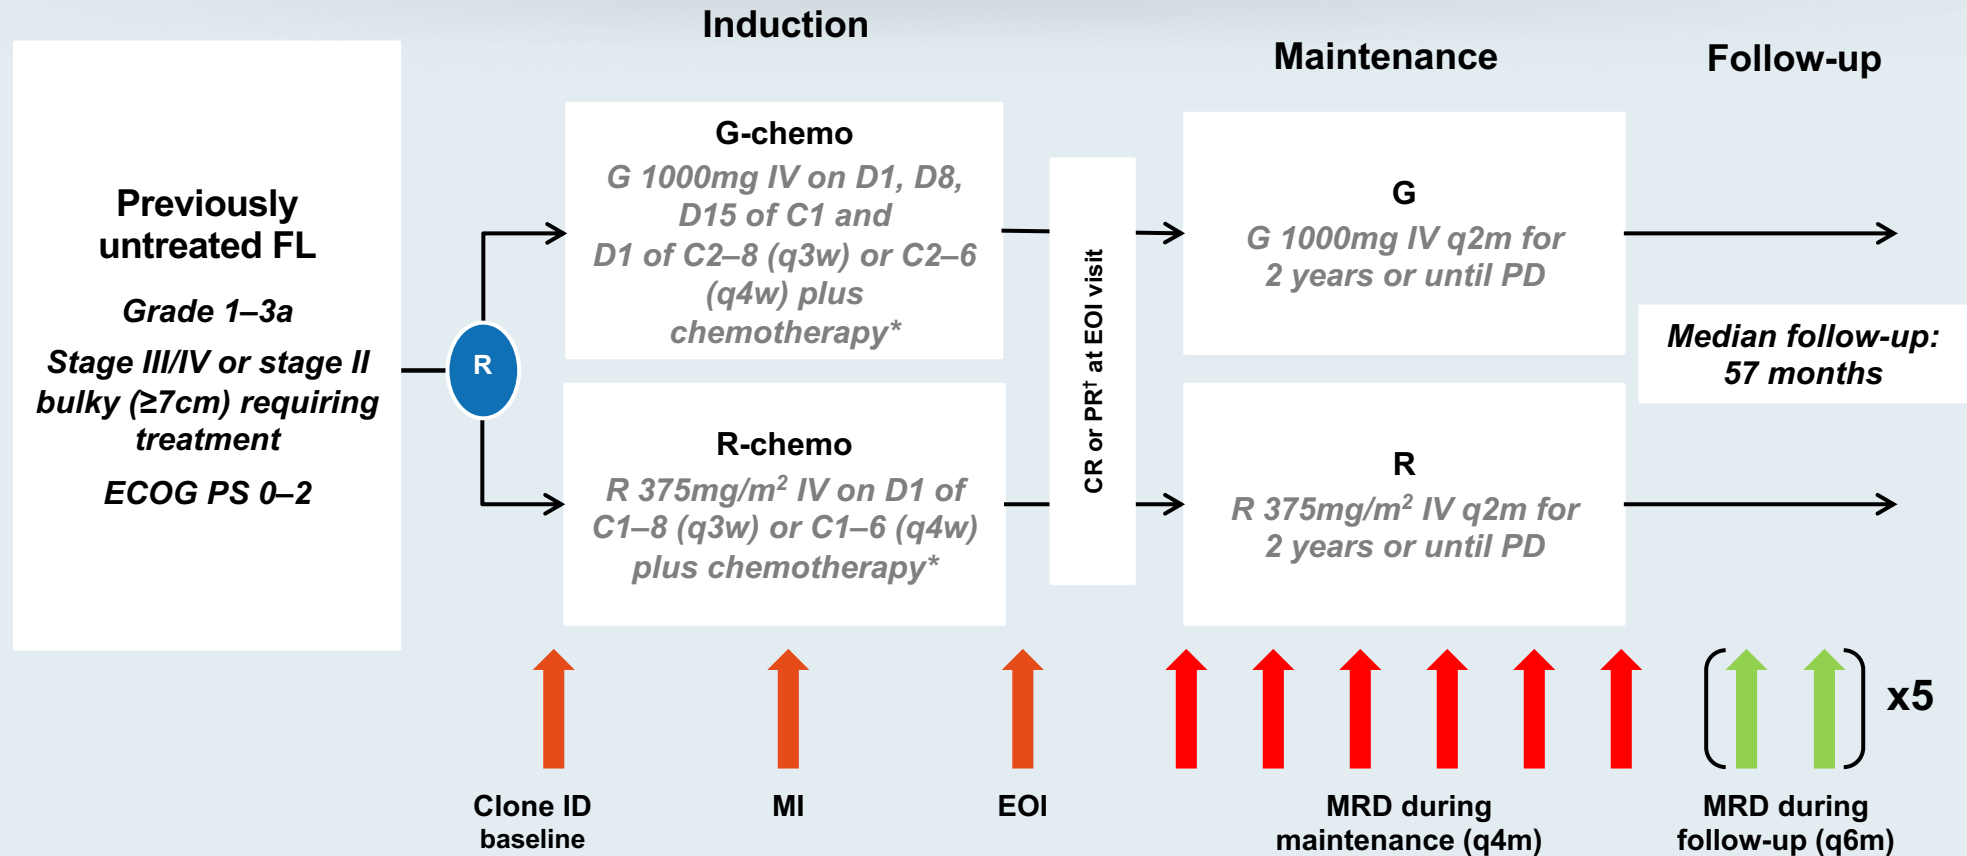 Induction
Maintenance
Follow-up
Previously
untreated FL
Grade 1–3a
Stage III/IV or stage II
bulky (≥7cm) requiring
treatment
ECOG PS 0–2
R
G-chemo
G 1000mg IV on D1, D8,
D15 of C1 and
D1 of C2–8 (q3w) or C2–6
(q4w) plus
chemotherapy*
R-chemo
R 375mg/m² IV on D1 of
C1–8 (q3w) or C1–6 (q4w)
plus chemotherapy*
CR or PR† at EOI visit
G
G 1000mg IV q2m for
2 years or until PD
R
R 375mg/m² IV q2m for
2 years or until PD
Median follow-up:
57 months
x5
Clone ID
baseline
MI
EOI
MRD during
maintenance (q4m)
MRD during
follow-up (q6m)